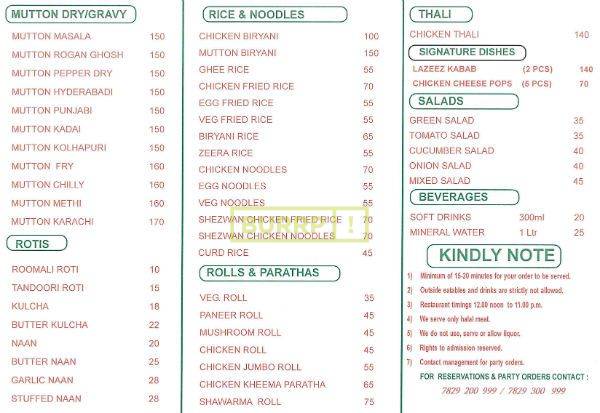 MUTTON DRY/GRAVY
MUTTON MASALA 150
MUTTON ROGAN GHOSH 150
MUTTON PEPPER DRY 150
MUTTON HYDERABADI 150
MUTTON PUNJABI 150
MUTTON KADAI 150
MUTTON KOLHAPURI 150
MUTTON FRY 160
MUTTON CHILLY 160
MUTTON METHI 160
MUTTON KARACHI 170
ROTIS
ROOMALI ROTI 10
TANDOORI ROTI 15
KULCHA 18
BUTTER KULCHA 22
NAAN 20
BUTTER NAAN 25
GARLIC NAAN 28
STUFFED NAAN 28
RICE & NOODLES
CHICKEN BIRYANI 100
MUTTON BIRYANI 150
GHEE RICE 55
CHICKEN FRIED RICE 70
EGG FRIED RICE 55
VEG FRIED RICE 55
BIRYANI RICE 65
ZEERA RICE 55
CHICKEN NOODLES 70
EGG NOODLES 55
VEG NOODLES 55
SHEZWAN CHICKEN FRIED RICE 70
SHEZWAN CHICKEN NOODLES 70
CURD RICE 45
BURRP!
ROLLS & PARATHAS
VEG. ROLL 35
PANEER ROLL 45
MUSHROOM ROLL 45
CHICKEN ROLL 45
CHICKEN JUMBO ROLL 55
CHICKEN KHEEMA PARATHA 65
SHAWARMA ROLL 75
THALI
CHICKEN THALI 140
SIGNATURE DISHES
LAZEEZ KABAB (2 PCS) 140
CHICKEN CHEESE POPS (6 PCS) 70
SALADS
GREEN SALAD 35
TOMATO SALAD 35
CUCUMBER SALAD 40
ONION SALAD 40
MIXED SALAD 45
BEVERAGES
SOFT DRINKS 300ml 20
MINERAL WATER 1 Ltr 25
KINDLY NOTE
1) Minimum of 15-20 minutes for your order to be served.
2) Outside eatables and drinks are strictly not allowed.
3) Restaurant timings 12.00 noon to 11.00 p.m.
4) We serve only halal meat.
5) We do not use, serve or allow liquor.
6) Rights to admission reserved.
7) Contact management for party orders.
FOR RESERVATIONS & PARTY ORDERS CONTACT :
7829 200 999 / 7829 300 999